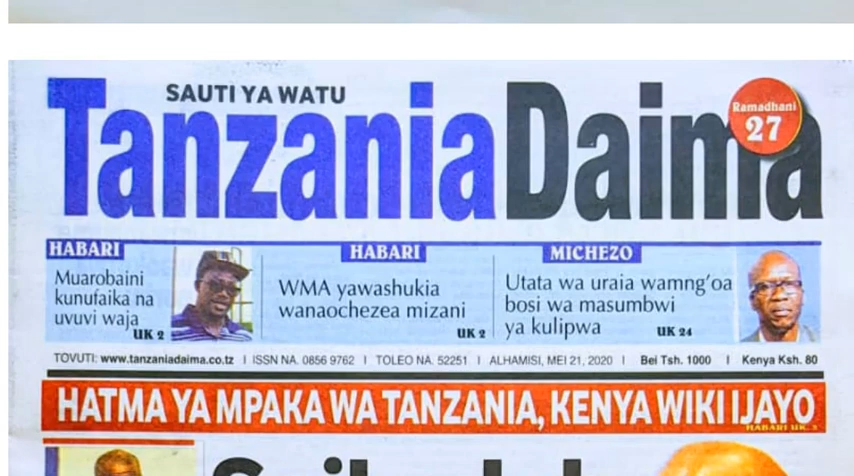 SAUTI YA WATU
TanzaniaDaima
Ramadhani
27
HABARI
Muarobaini
kunufaika na
uvuvi waja
UK 2
HABARI
WMA yawashukia
wanaochezea mizani
UK 2
MICHEZO
Utata wa uraia wamng'oa
bosi wa masumbwi
ya kulipwa
UK 24
TOVUTI: www.tanzaniadaima.co.tz | ISSN NA. 0856 9762 | TOLEO NA. 52251 | ALHAMISI, MEI 21, 2020 | Bei Tsh. 1000 | Kenya Ksh. 80
HATMA YA MPAKA WA TANZANIA, KENYA WIKI IJAYO
HABARI UK. 3